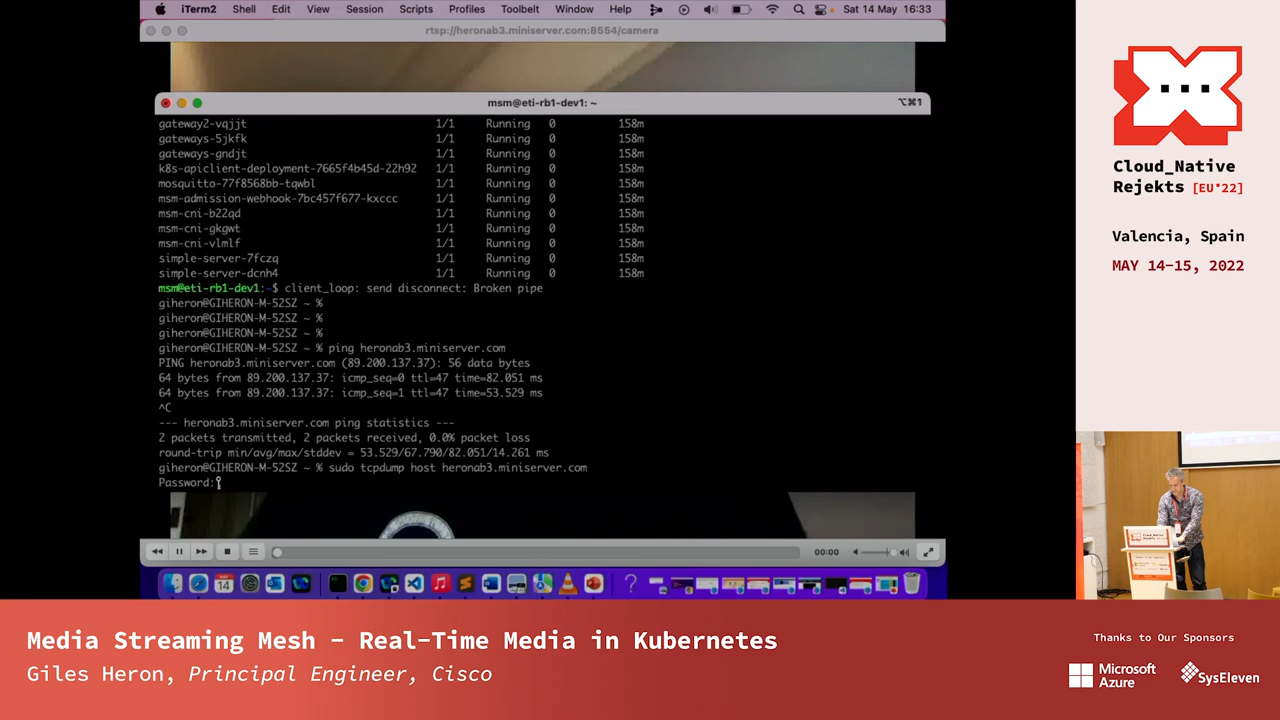 iTerm2 Shell Edit View Session Scripts Profiles Toolbelt Window Help Sat 14 May 16:33
rtsp://heronab3.miniserver.com:8554/camera
msm@eti-rb1-dev1: ~ ⌥⌘1
gateway2-vqjjt 1/1 Running 0 158m
gateways-5jkfk 1/1 Running 0 158m
gateways-gndjt 1/1 Running 0 158m
k8s-apiclient-deployment-7665f4b45d-22h92 1/1 Running 0 158m
mosquitto-77f8568bb-tqwbl 1/1 Running 0 158m
msm-admission-webhook-7bc457f677-kxccc 1/1 Running 0 158m
msm-cni-b22qd 1/1 Running 0 158m
msm-cni-gkgwt 1/1 Running 0 158m
msm-cni-vlmlf 1/1 Running 0 158m
simple-server-7fczq 1/1 Running 0 158m
simple-server-dcnh4 1/1 Running 0 158m
msm@eti-rb1-dev1:~$ client_loop: send disconnect: Broken pipe
giheron@GIHERON-M-52SZ ~ %
giheron@GIHERON-M-52SZ ~ %
giheron@GIHERON-M-52SZ ~ %
giheron@GIHERON-M-52SZ ~ % ping heronab3.miniserver.com
PING heronab3.miniserver.com (89.200.137.37): 56 data bytes
64 bytes from 89.200.137.37: icmp_seq=0 ttl=47 time=82.051 ms
64 bytes from 89.200.137.37: icmp_seq=1 ttl=47 time=53.529 ms
^C
--- heronab3.miniserver.com ping statistics ---
2 packets transmitted, 2 packets received, 0.0% packet loss
round-trip min/avg/max/stddev = 53.529/67.790/82.051/14.261 ms
giheron@GIHERON-M-52SZ ~ % sudo tcpdump host heronab3.miniserver.com
Password:
00:00
Cloud_Native
Rejekts [EU*22]
Valencia, Spain
MAY 14-15, 2022
Media Streaming Mesh - Real-Time Media in Kubernetes
Giles Heron, Principal Engineer, Cisco
Thanks to Our Sponsors
Microsoft
Azure
SysEleven